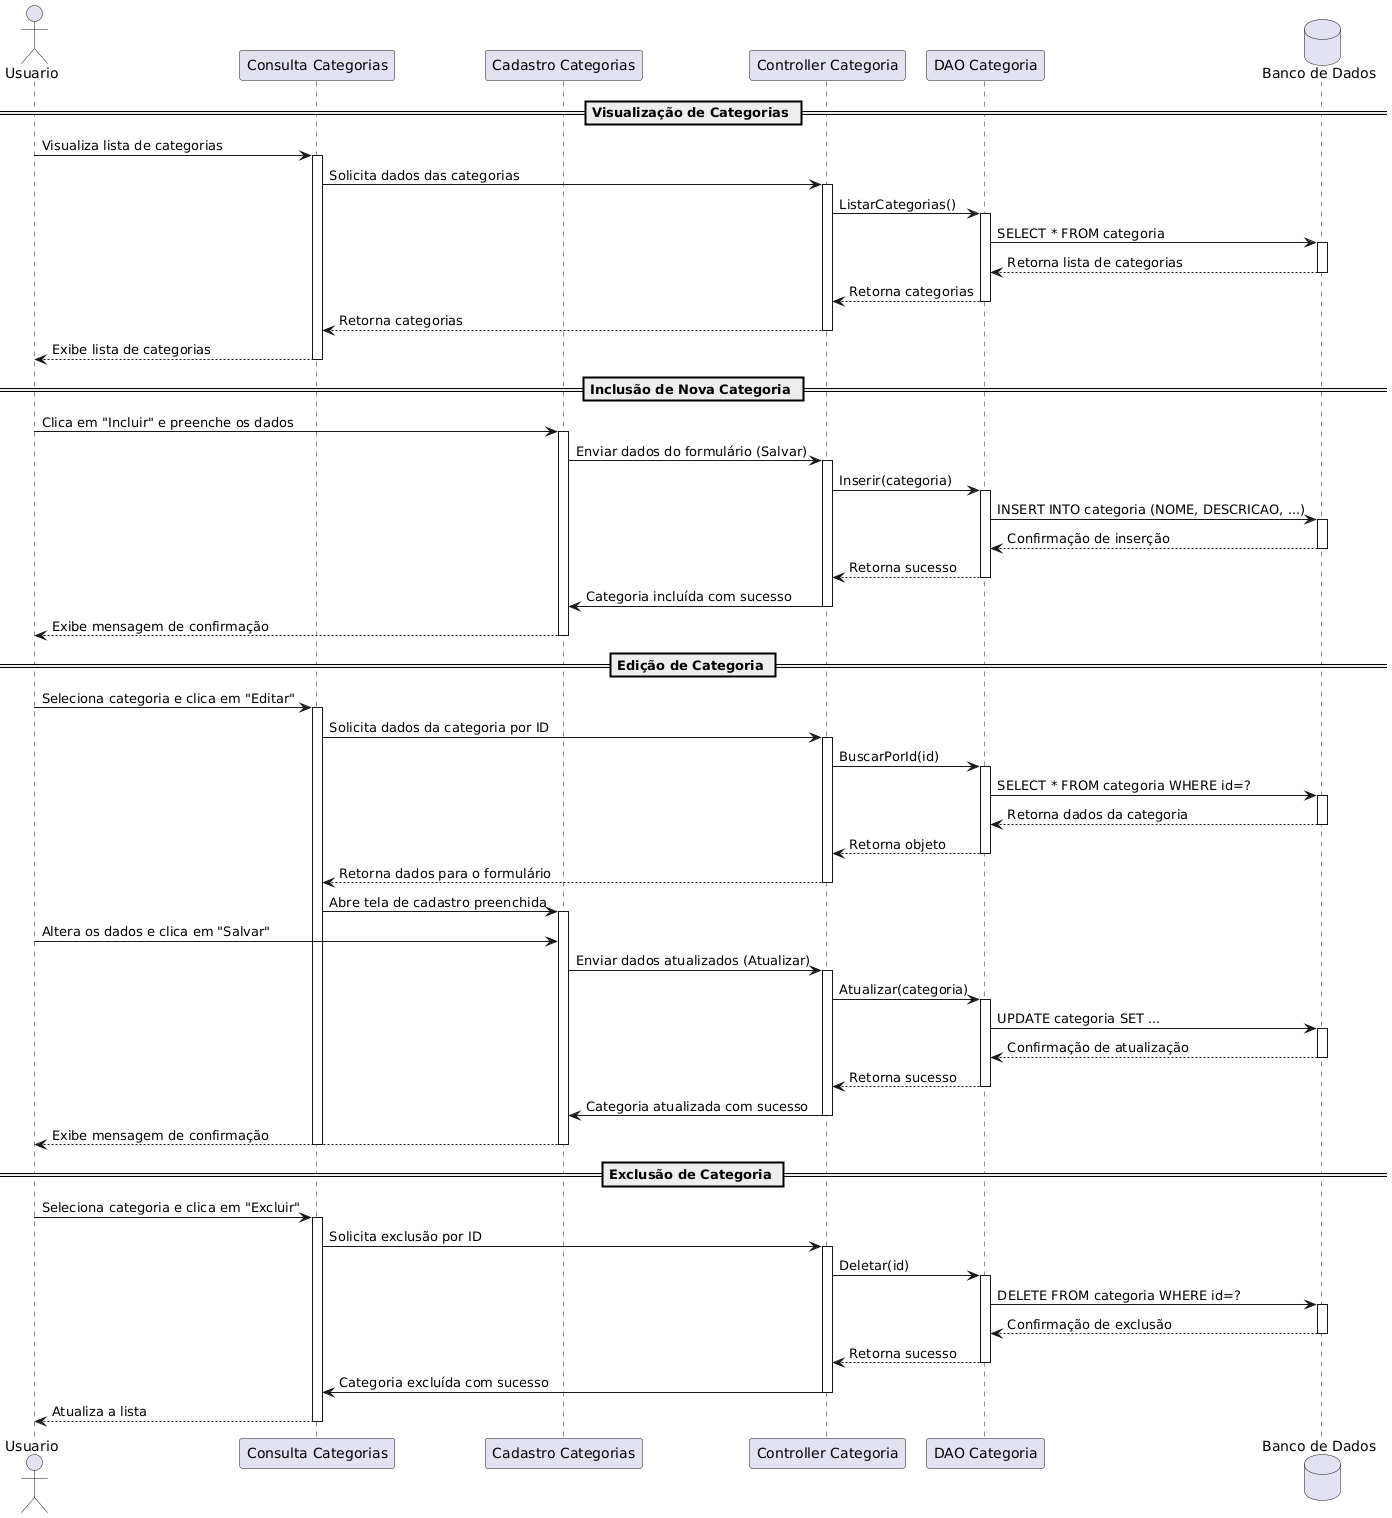 Usuario
Consulta Categorias
Cadastro Categorias
Controller Categoria
DAO Categoria
Banco de Dados
Visualização de Categorias
Visualiza lista de categorias
Solicita dados das categorias
ListarCategorias()
SELECT * FROM categoria
Retorna lista de categorias
Retorna categorias
Retorna categorias
Exibe lista de categorias
Inclusão de Nova Categoria
Clica em "Incluir" e preenche os dados
Enviar dados do formulário (Salvar)
Inserir(categoria)
INSERT INTO categoria (NOME, DESCRICAO, ...)
Confirmação de inserção
Retorna sucesso
Categoria incluída com sucesso
Exibe mensagem de confirmação
Edição de Categoria
Seleciona categoria e clica em "Editar"
Solicita dados da categoria por ID
BuscarPorId(id)
SELECT * FROM categoria WHERE id=?
Retorna dados da categoria
Retorna objeto
Retorna dados para o formulário
Abre tela de cadastro preenchida
Altera os dados e clica em "Salvar"
Enviar dados atualizados (Atualizar)
Atualizar(categoria)
UPDATE categoria SET ...
Confirmação de atualização
Retorna sucesso
Categoria atualizada com sucesso
Exibe mensagem de confirmação
Exclusão de Categoria
Seleciona categoria e clica em "Excluir"
Solicita exclusão por ID
Deletar(id)
DELETE FROM categoria WHERE id=?
Confirmação de exclusão
Retorna sucesso
Categoria excluída com sucesso
Atualiza a lista
Usuario
Consulta Categorias
Cadastro Categorias
Controller Categoria
DAO Categoria
Banco de Dados